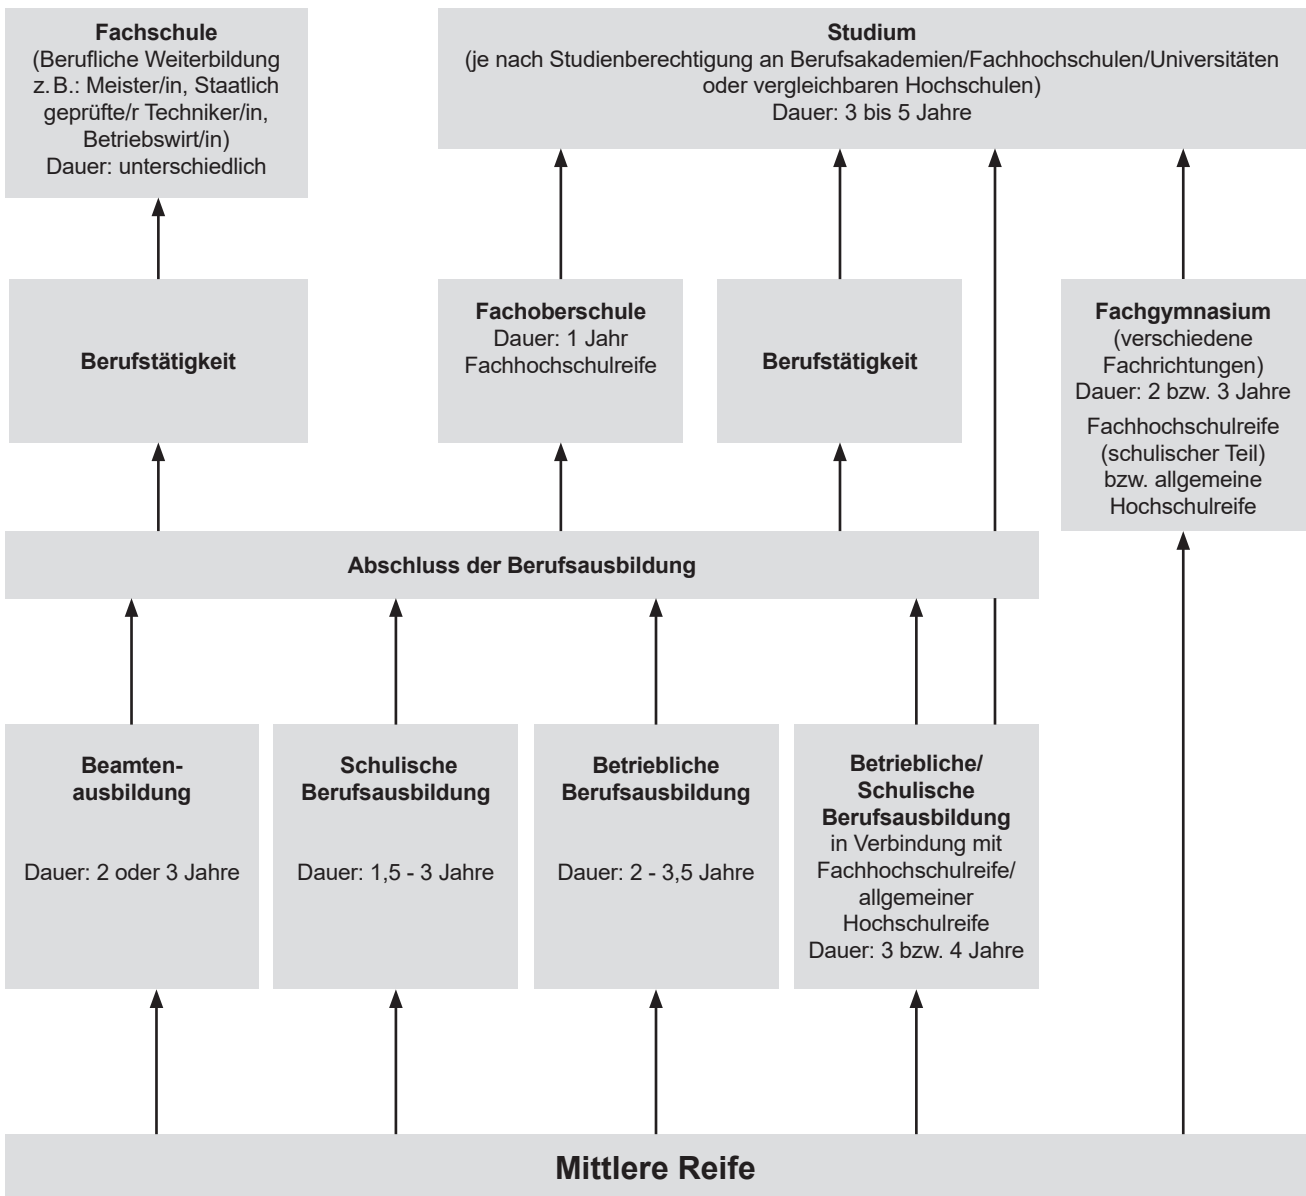 Fachschule
(Berufliche Weiterbildung
z.B.: Meister/in, Staatlich
geprüfte/r Techniker/in,
Betriebswirt/in)
Dauer: unterschiedlich
Studium
(je nach Studienberechtigung an Berufsakademien/Fachhochschulen/Universitäten
oder vergleichbaren Hochschulen)
Dauer: 3 bis 5 Jahre
Berufstätigkeit
Fachoberschule
Dauer: 1 Jahr
Fachhochschulreife
Berufstätigkeit
Fachgymnasium
(verschiedene
Fachrichtungen)
Dauer: 2 bzw. 3 Jahre
Fachhochschulreife
(schulischer Teil)
bzw. allgemeine
Hochschulreife
Abschluss der Berufsausbildung
Beamten-
ausbildung
Dauer: 2 oder 3 Jahre
Schulische
Berufsausbildung
Dauer: 1,5 - 3 Jahre
Betriebliche
Berufsausbildung
Dauer: 2 - 3,5 Jahre
Betriebliche/
Schulische
Berufsausbildung
in Verbindung mit
Fachhochschulreife/
allgemeiner
Hochschulreife
Dauer: 3 bzw. 4 Jahre
Mittlere Reife